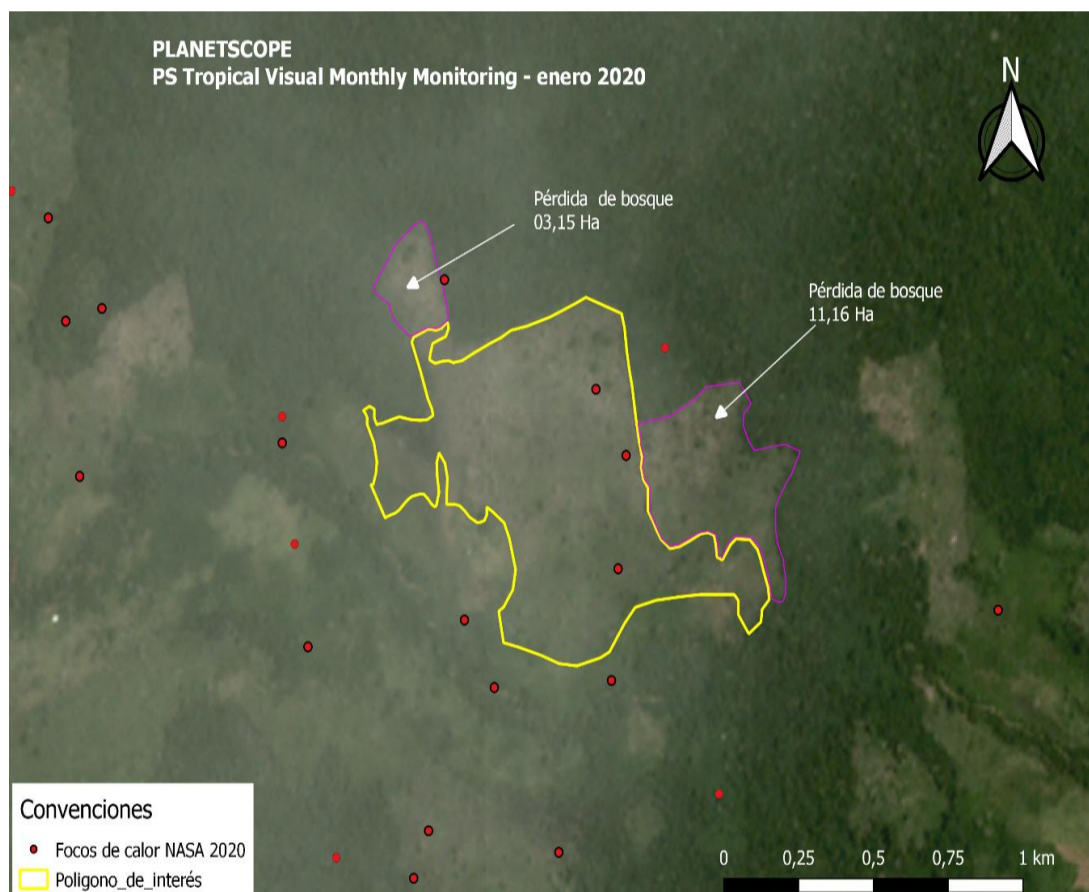 PLANETSCOPE
PS Tropical Visual Monthly Monitoring - enero 2020
N
Pérdida  de bosque
03,15 Ha
Pérdida de bosque
11,16 Ha
Convenciones
Focos de calor NASA 2020
Poligono_de_interés
0 0,25 0,5 0,75 1 km